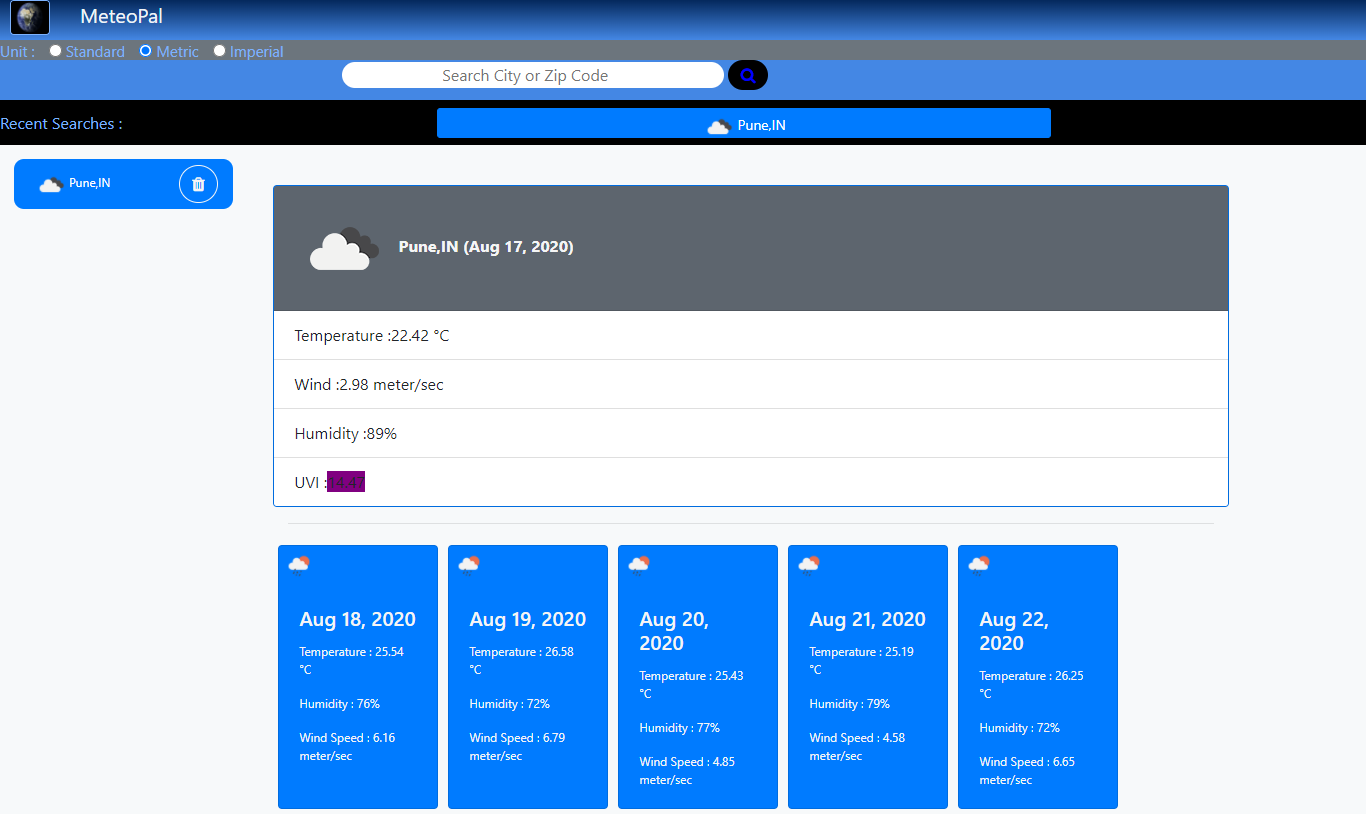 MeteoPal
Unit : Standard Metric Imperial
Search City or Zip Code
Recent Searches : Pune,IN
Pune,IN
Pune,IN (Aug 17, 2020)
Temperature :22.42 °C
Wind :2.98 meter/sec
Humidity :89%
UVI :14.47
Aug 18, 2020
Temperature : 25.54
°C
Humidity : 76%
Wind Speed : 6.16
meter/sec
Aug 19, 2020
Temperature : 26.58
°C
Humidity : 72%
Wind Speed : 6.79
meter/sec
Aug 20,
2020
Temperature : 25.43
°C
Humidity : 77%
Wind Speed : 4.85
meter/sec
Aug 21, 2020
Temperature : 25.19
°C
Humidity : 79%
Wind Speed : 4.58
meter/sec
Aug 22,
2020
Temperature : 26.25
°C
Humidity : 72%
Wind Speed : 6.65
meter/sec